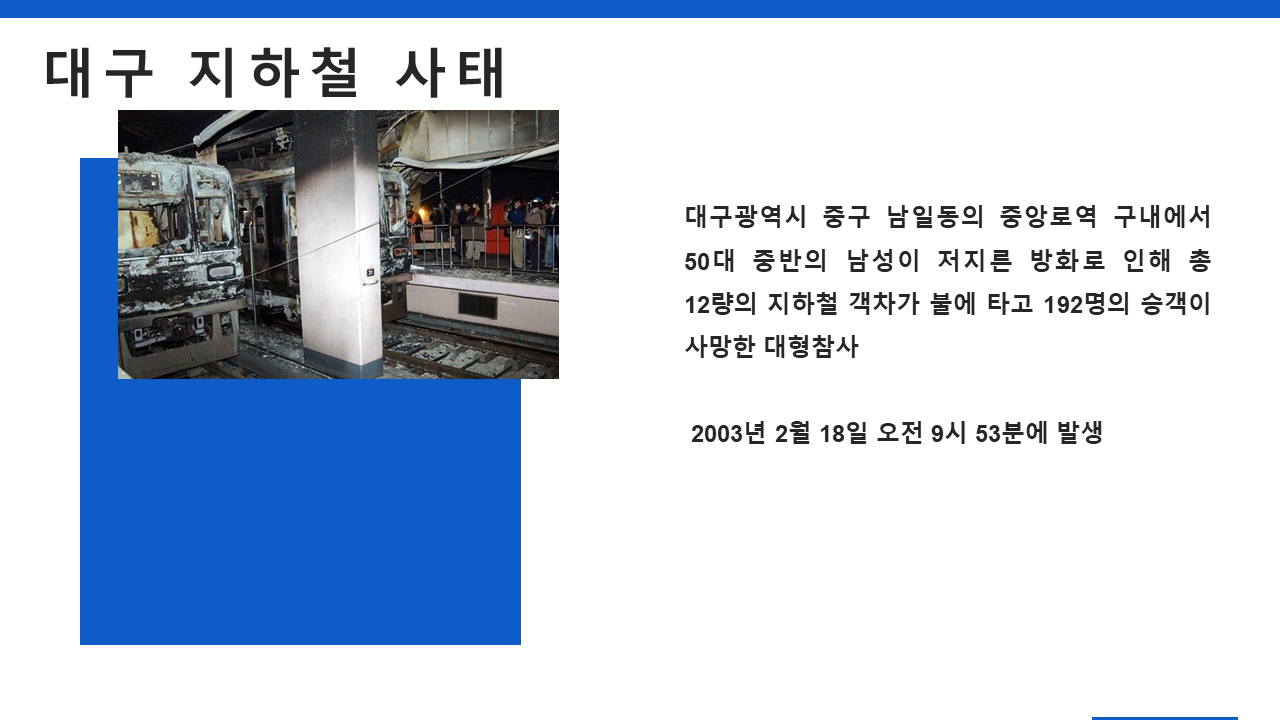 대구 지하철 사태
대구광역시 중구 남일동의 중앙로역 구내에서
50대 중반의 남성이 저지른 방화로 인해 총
12량의 지하철 객차가 불에 타고 192명의 승객이
사망한 대형참사
2003년 2월 18일 오전 9시 53분에 발생